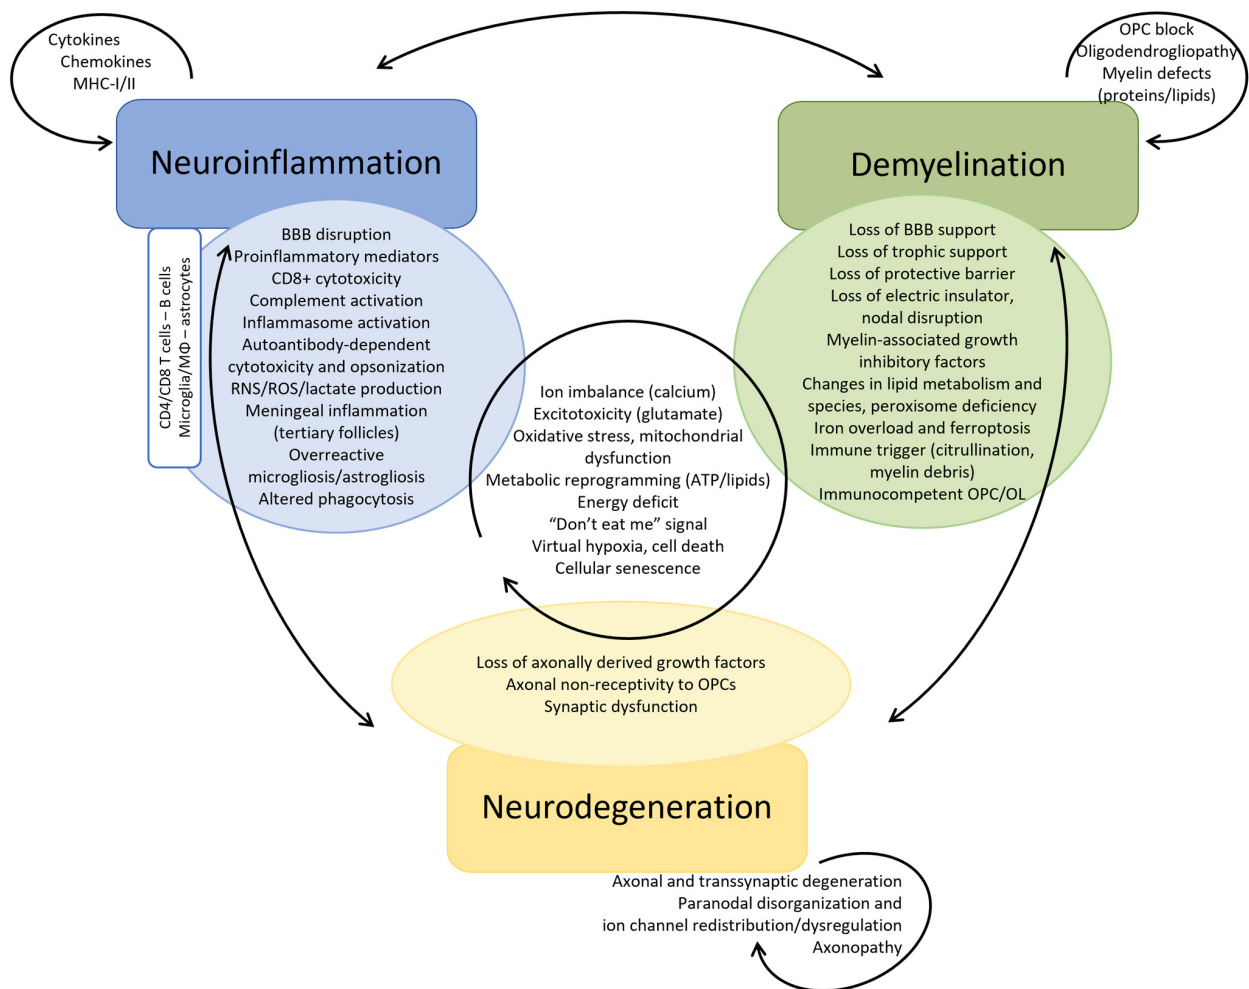 Cytokines
Chemokines
MHC-I/II
OPC block
Oligodendrogliopathy
Myelin defects
(proteins/lipids)
Neuroinflammation
Demyelination
CD4/CD8 T cells – B cells
Microglia/MΦ – astrocytes
BBB disruption
Proinflammatory mediators
CD8+ cytotoxicity
Complement activation
Inflammasome activation
Autoantibody-dependent
cytotoxicity and opsonization
RNS/ROS/lactate production
Meningeal inflammation
(tertiary follicles)
Overreactive
microgliosis/astrogliosis
Altered phagocytosis
Loss of BBB support
Loss of trophic support
Loss of protective barrier
Loss of electric insulator,
nodal disruption
Myelin-associated growth
inhibitory factors
Changes in lipid metabolism and
species, peroxisome deficiency
Iron overload and ferroptosis
Immune trigger (citrullination,
myelin debris)
Immunocompetent OPC/OL
Ion imbalance (calcium)
Excitotoxicity (glutamate)
Oxidative stress, mitochondrial
dysfunction
Metabolic reprogramming (ATP/lipids)
Energy deficit
“Don’t eat me” signal
Virtual hypoxia, cell death
Cellular senescence
Loss of axonally derived growth factors
Axonal non-receptivity to OPCs
Synaptic dysfunction
Neurodegeneration
Axonal and transsynaptic degeneration
Paranodal disorganization and
ion channel redistribution/dysregulation
Axonopathy